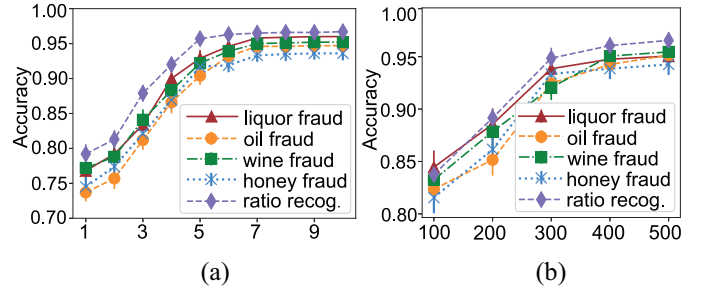 1.00
0.95
0.90
0.85
0.80
0.75
0.70
Accuracy
1 3 5 7 9
liquor fraud
oil fraud
wine fraud
honey fraud
ratio recog.
(a)
1.00
0.95
0.90
0.85
0.80
Accuracy
100 200 300 400 500
liquor fraud
oil fraud
wine fraud
honey fraud
ratio recog.
(b)